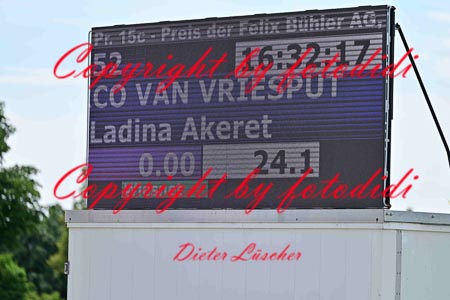 Pr. 15c - Preis der Felix Bühler AG,
52 16:32:17
CO VAN VRIESPUT
Ladina Akeret
0.00 24.1
Copyright by fotodidi
Copyright by fotodidi
Dieter Lüscher